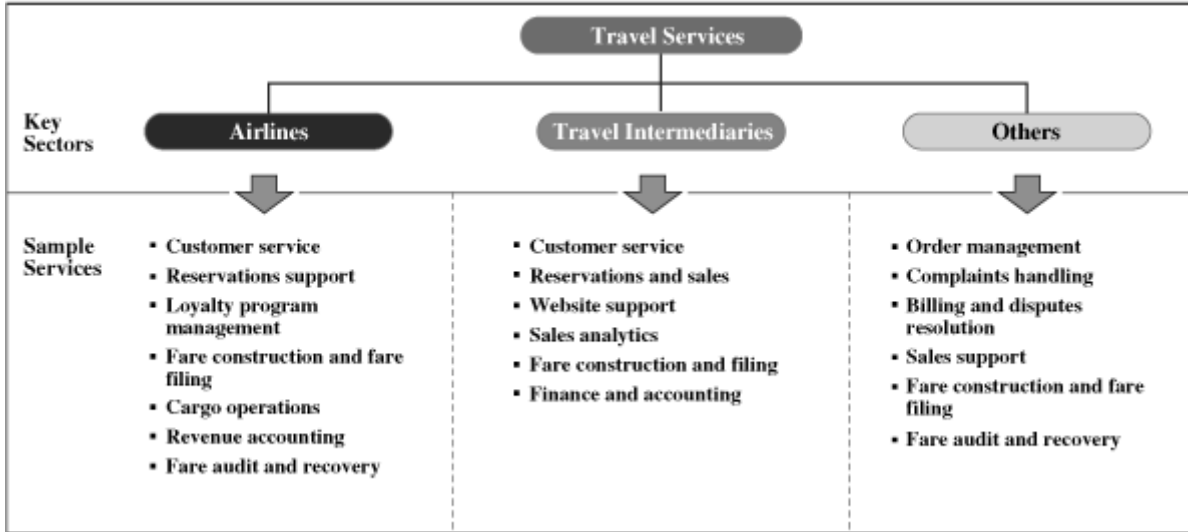 Travel Services
Key
Sectors
Airlines
Travel Intermediaries
Others
Sample
Services
▪ Customer service
▪ Reservations support
▪ Loyalty program
management
▪ Fare construction and fare
filing
▪ Cargo operations
▪ Revenue accounting
▪ Fare audit and recovery
▪ Customer service
▪ Reservations and sales
▪ Website support
▪ Sales analytics
▪ Fare construction and filing
▪ Finance and accounting
▪ Order management
▪ Complaints handling
▪ Billing and disputes
resolution
▪ Sales support
▪ Fare construction and fare
filing
▪ Fare audit and recovery